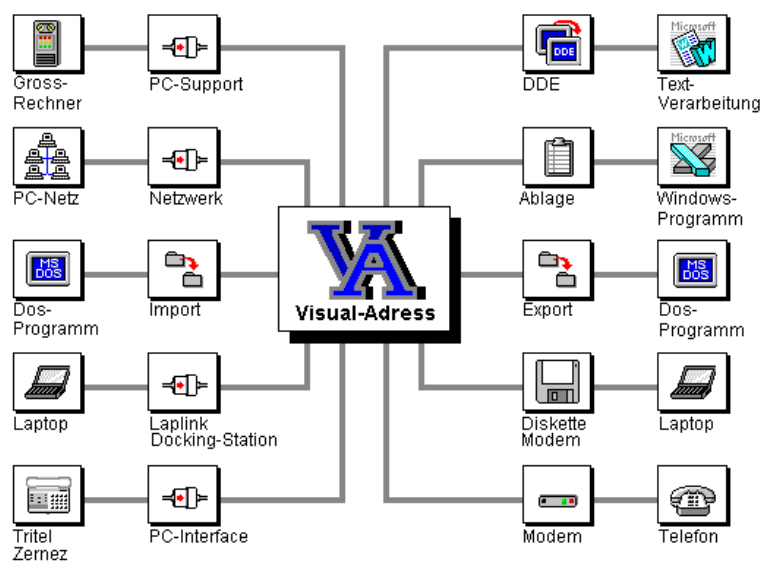 Gross-
Rechner
PC-Support
DDE
DDE
Microsoft
W
W
Text-
Verarbeitung
PC-Netz
Netzwerk
Ablage
Microsoft
Windows-
Programm
MS
DOS
Dos-
Programm
Import
VA
Visual-Adress
Export
MS
DOS
Dos-
Programm
Laptop
Laplink
Docking-Station
Diskette
Modem
Laptop
Tritel
Zernez
PC-Interface
Modem
Telefon